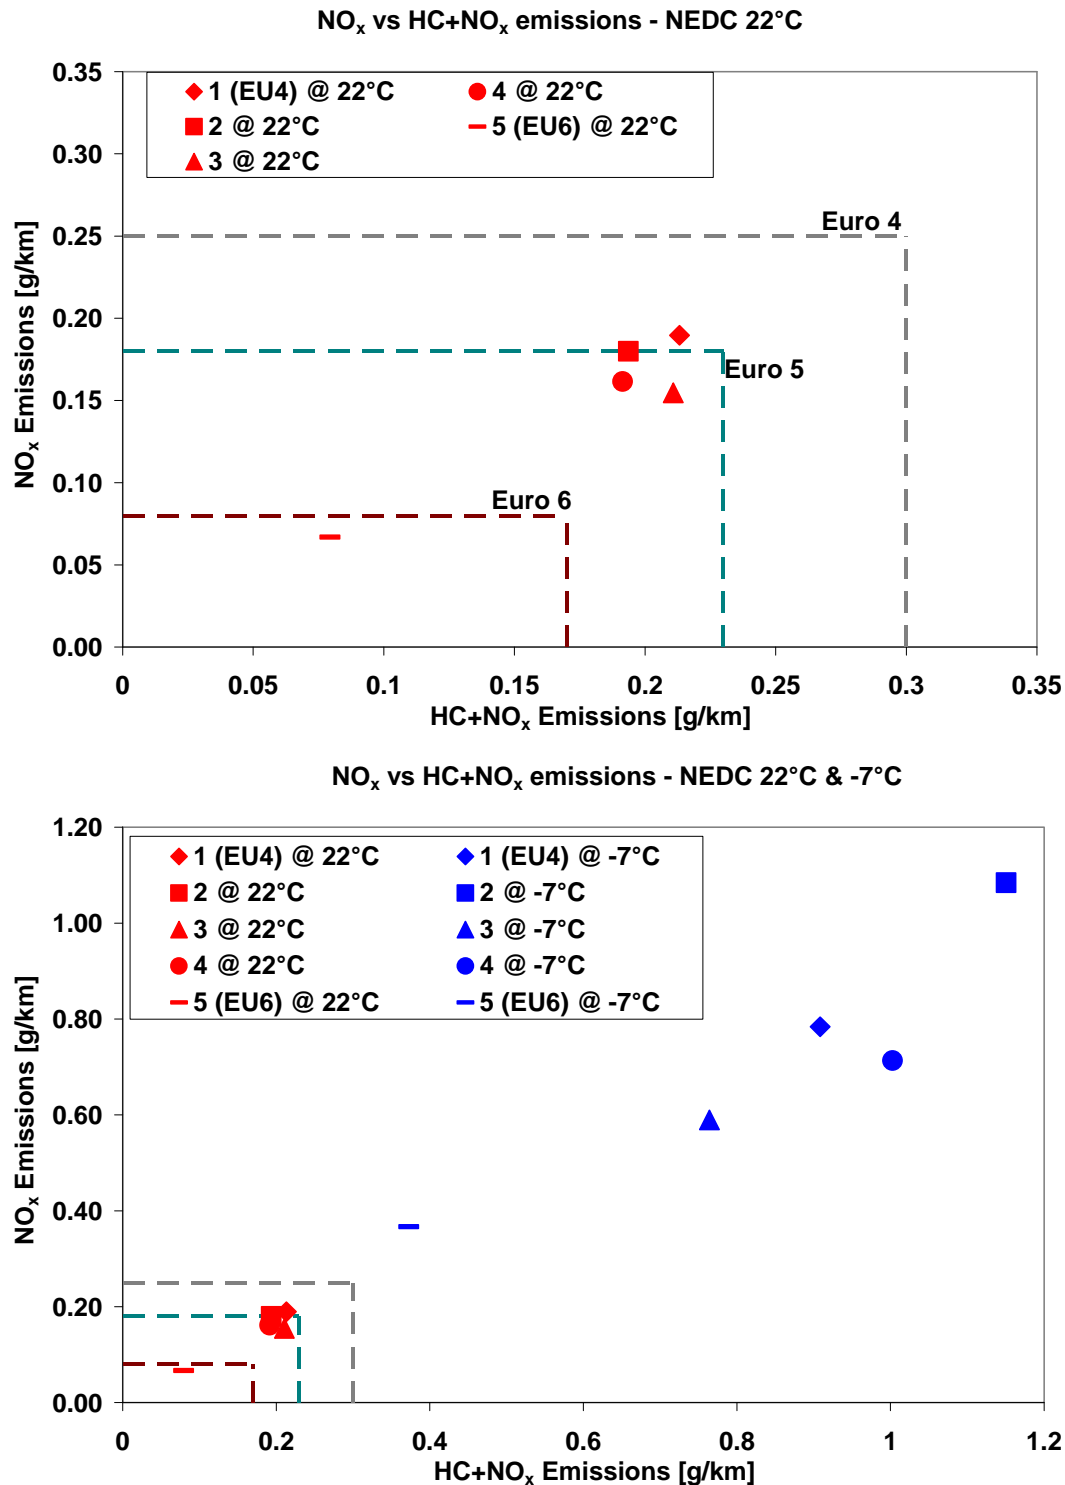 NOx vs HC+NOx emissions - NEDC 22°C
0.35
0.30
0.25
0.20
0.15
0.10
0.05
0.00
NOx Emissions [g/km]
1 (EU4) @ 22°C
4 @ 22°C
2 @ 22°C
5 (EU6) @ 22°C
3 @ 22°C
Euro 4
Euro 5
Euro 6
0 0.05 0.1 0.15 0.2 0.25 0.3 0.35
HC+NOx Emissions [g/km]
NOx vs HC+NOx emissions - NEDC 22°C & -7°C
1.20
1.00
0.80
0.60
0.40
0.20
0.00
NOx Emissions [g/km]
1 (EU4) @ 22°C
1 (EU4) @ -7°C
2 @ 22°C
2 @ -7°C
3 @ 22°C
3 @ -7°C
4 @ 22°C
4 @ -7°C
5 (EU6) @ 22°C
5 (EU6) @ -7°C
0 0.2 0.4 0.6 0.8 1 1.2
HC+NOx Emissions [g/km]